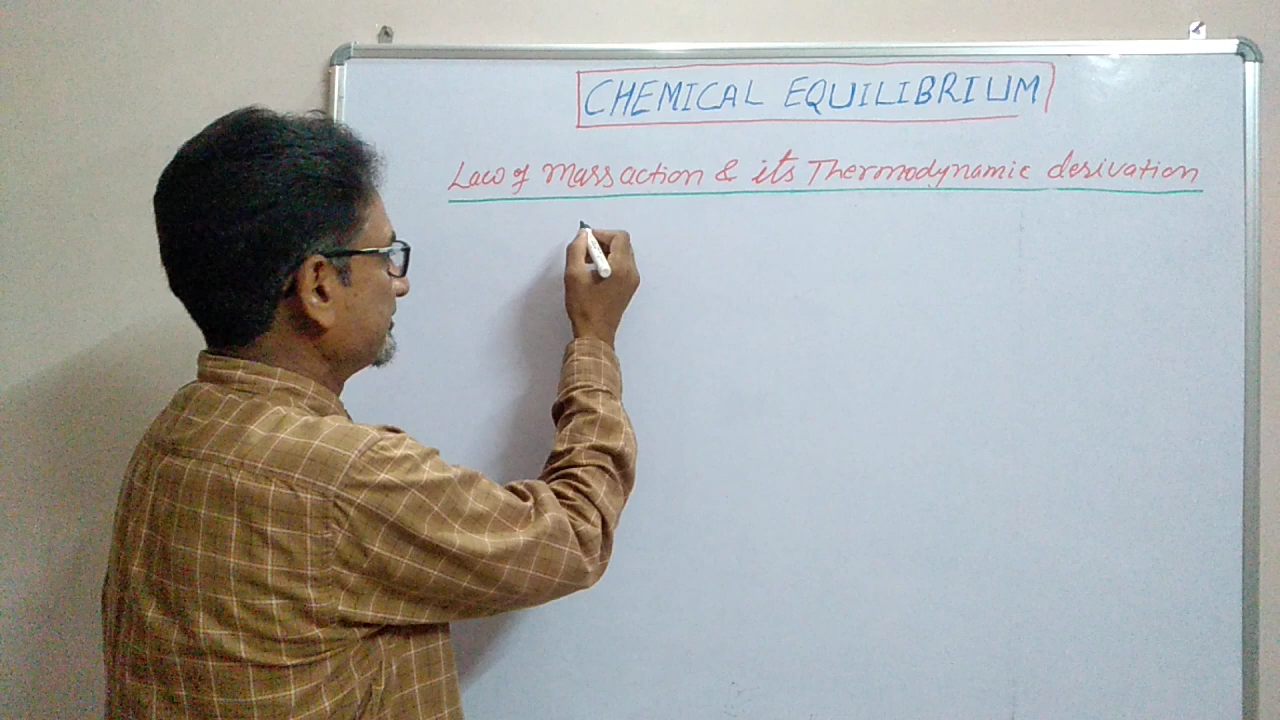 CHEMICAL EQUILIBRIUM
Law of Mass action & its Thermodynamic derivation